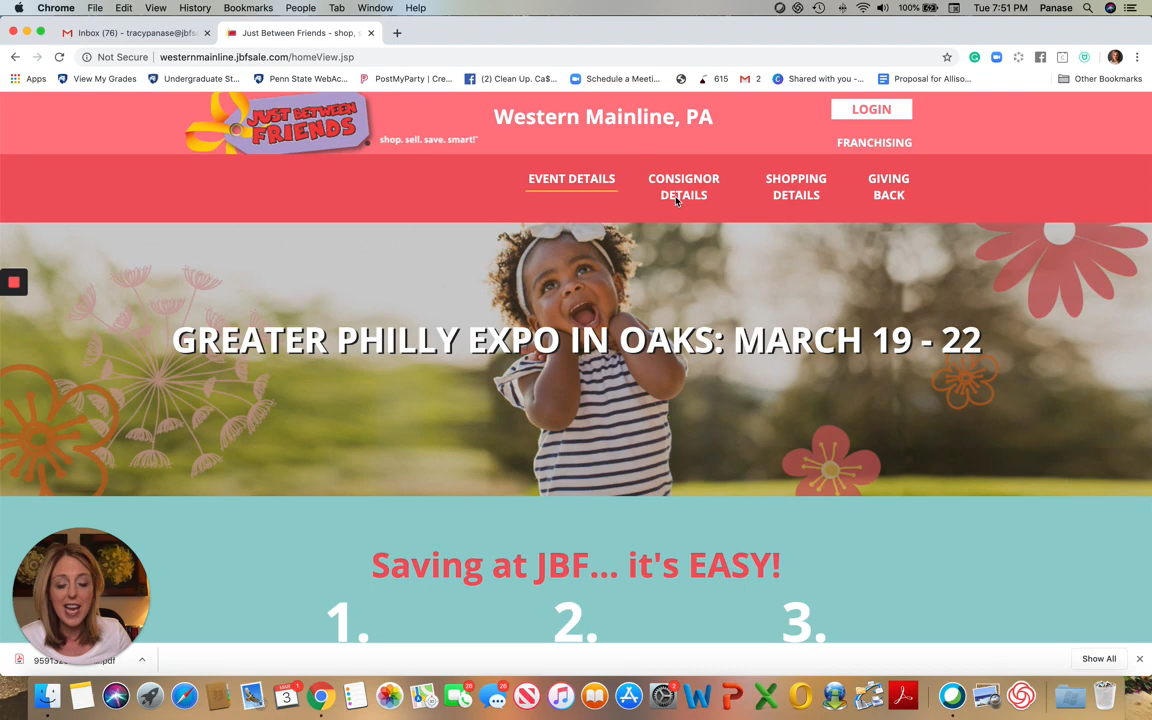 Chrome File Edit View History Bookmarks People Tab Window Help
100% Tue 7:51 PM Panase
Inbox (76) - tracypanase@jbfs
Just Between Friends - shop, s
Not Secure westernmainline.jbfsale.com/homeView.jsp
Apps View My Grades Undergraduate St... Penn State WebAc... PostMyParty | Cre... (2) Clean Up. Ca$... Schedule a Meeti... 615 2 Shared with you -... Proposal for Alliso... Other Bookmarks
JUST BETWEEN
FRIENDS
shop. sell. save. smart!
Western Mainline, PA
LOGIN
FRANCHISING
EVENT DETAILS
CONSIGNOR
DETAILS
SHOPPING
DETAILS
GIVING
BACK
GREATER PHILLY EXPO IN OAKS: MARCH 19 - 22
Saving at JBF... it's EASY!
1. 2. 3.
Show All
MAR
3
26
26
2